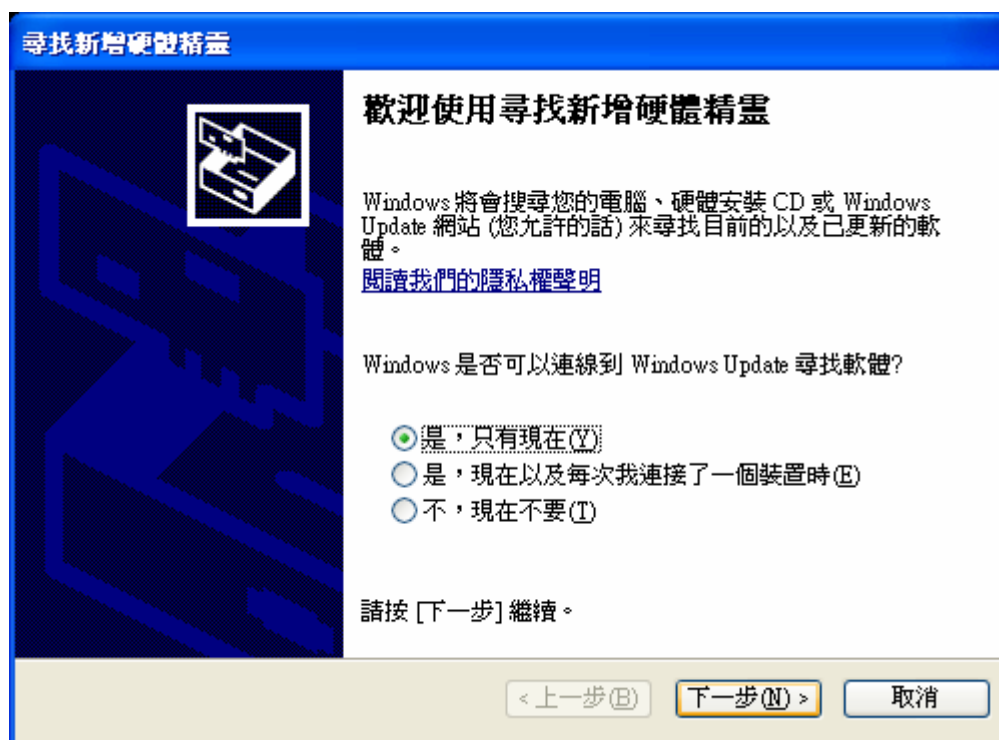 尋找新增硬體精靈
歡迎使用尋找新增硬體精靈
Windows 將會搜尋您的電腦、硬體安裝 CD 或 Windows
Update 網站 (您允許的話) 來尋找目前的以及已更新的軟
體。
閱讀我們的隱私權聲明
Windows 是否可以連線到 Windows Update 尋找軟體?
是，只有現在(Y)
是，現在以及每次我連接了一個裝置時(E)
不，現在不要(T)
請按 [下一步] 繼續。
< 上一步(B) 下一步(N) > 取消